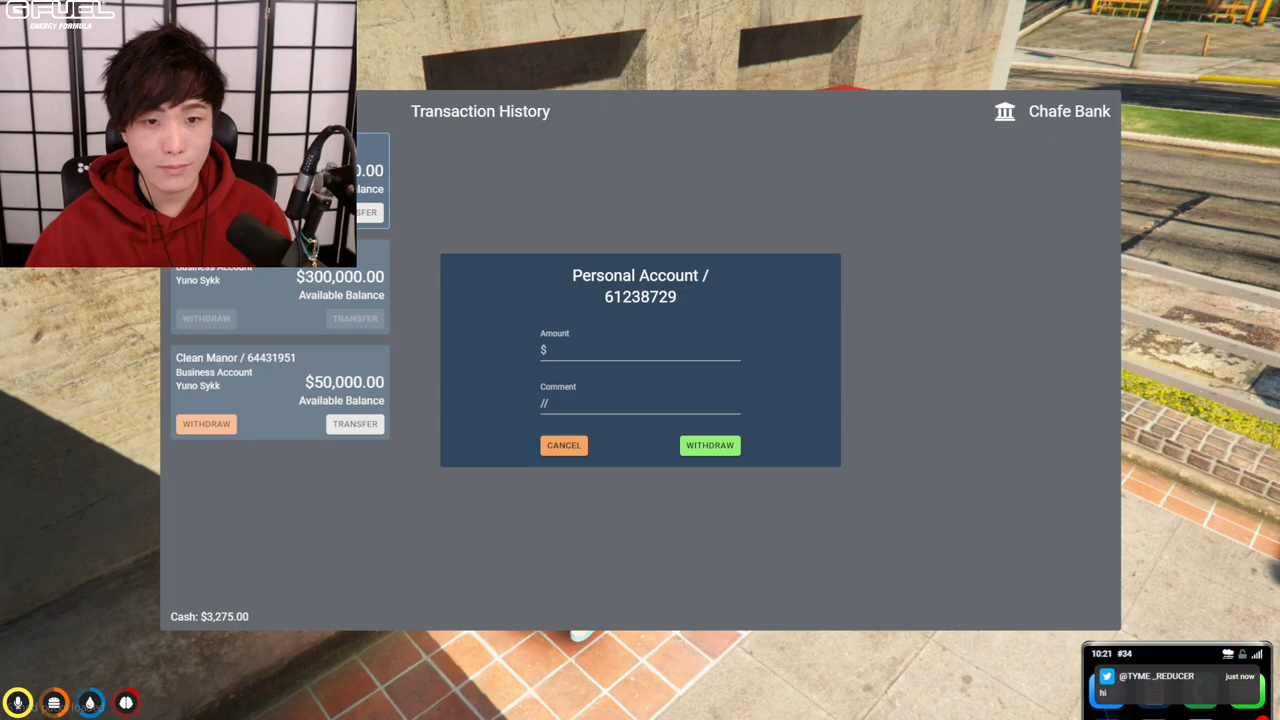 GFUEL
ENERGY FORMULA
Transaction History
Chafe Bank
0.00
lance
SFER
Business Account
Yuno Sykk
$300,000.00
Available Balance
WITHDRAW
TRANSFER
Clean Manor / 64431951
Business Account
Yuno Sykk
$50,000.00
Available Balance
WITHDRAW
TRANSFER
Personal Account /
61238729
Amount
$
Comment
//
CANCEL
WITHDRAW
Cash: $3,275.00
10:21 #34
@TYME_REDUCER
just now
hi